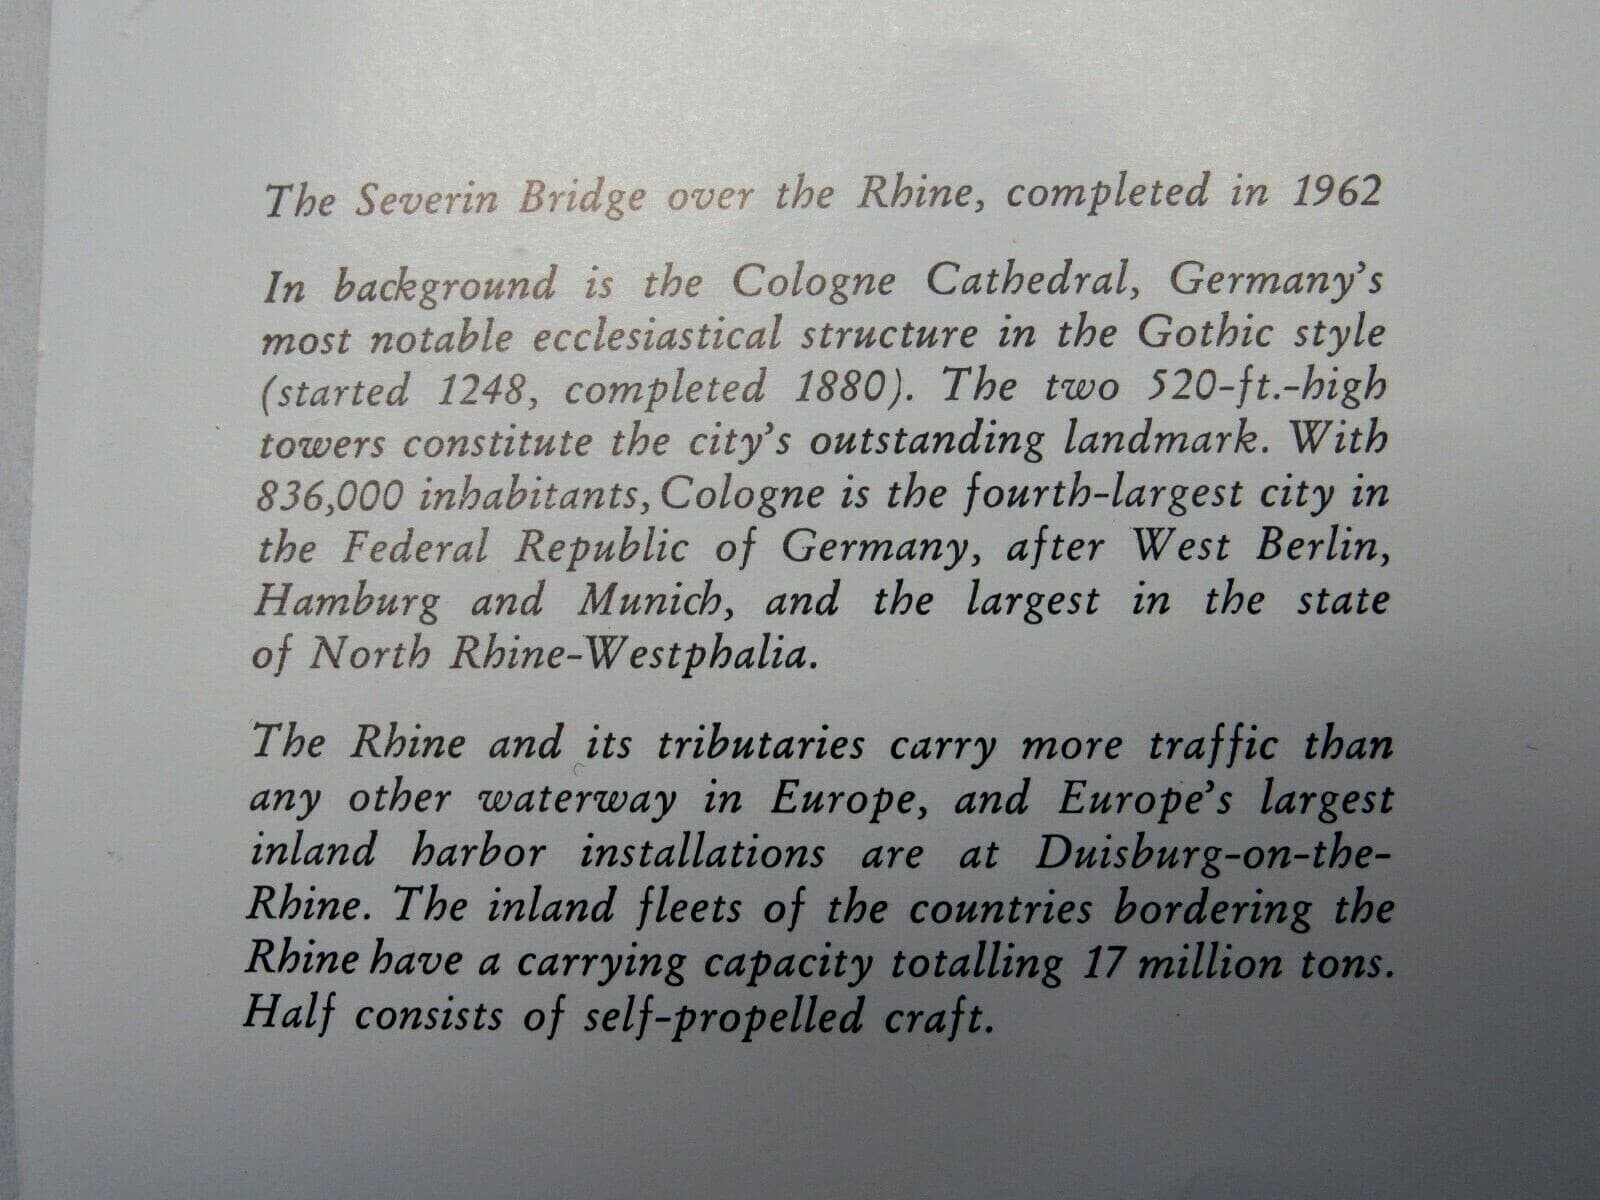 The Severin Bridge over the Rhine, completed in 1962
In background is the Cologne Cathedral, Germany's
most notable ecclesiastical structure in the Gothic style
(started 1248, completed 1880). The two 520-ft.-high
towers constitute the city's outstanding landmark. With
836,000 inhabitants, Cologne is the fourth-largest city in
the Federal Republic of Germany, after West Berlin,
Hamburg and Munich, and the largest in the state
of North Rhine-Westphalia.
The Rhine and its tributaries carry more traffic than
any other waterway in Europe, and Europe's largest
inland harbor installations are at Duisburg-on-the-
Rhine. The inland fleets of the countries bordering the
Rhine have a carrying capacity totalling 17 million tons.
Half consists of self-propelled craft.